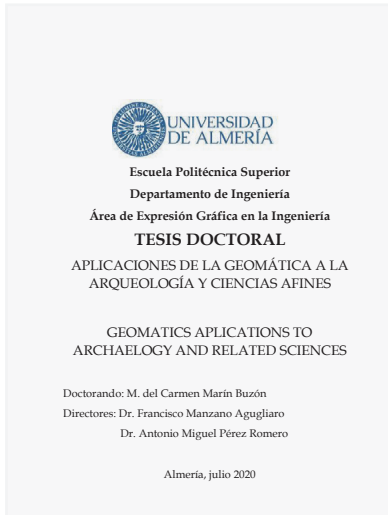 UNIVERSIDAD
DE ALMERÍA
Escuela Politécnica Superior
Departamento de Ingeniería
Área de Expresión Gráfica en la Ingeniería
TESIS DOCTORAL
APLICACIONES DE LA GEOMÁTICA A LA
ARQUEOLOGÍA Y CIENCIAS AFINES
GEOMATICS APLICATIONS TO
ARCHAELOGY AND RELATED SCIENCES
Doctorando: M. del Carmen Marín Buzón
Directores: Dr. Francisco Manzano Agugliaro
Dr. Antonio Miguel Pérez Romero
Almería, julio 2020